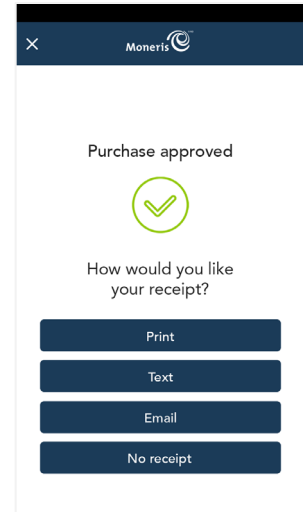 Moneris
Purchase approved
How would you like
your receipt?
Print
Text
Email
No receipt